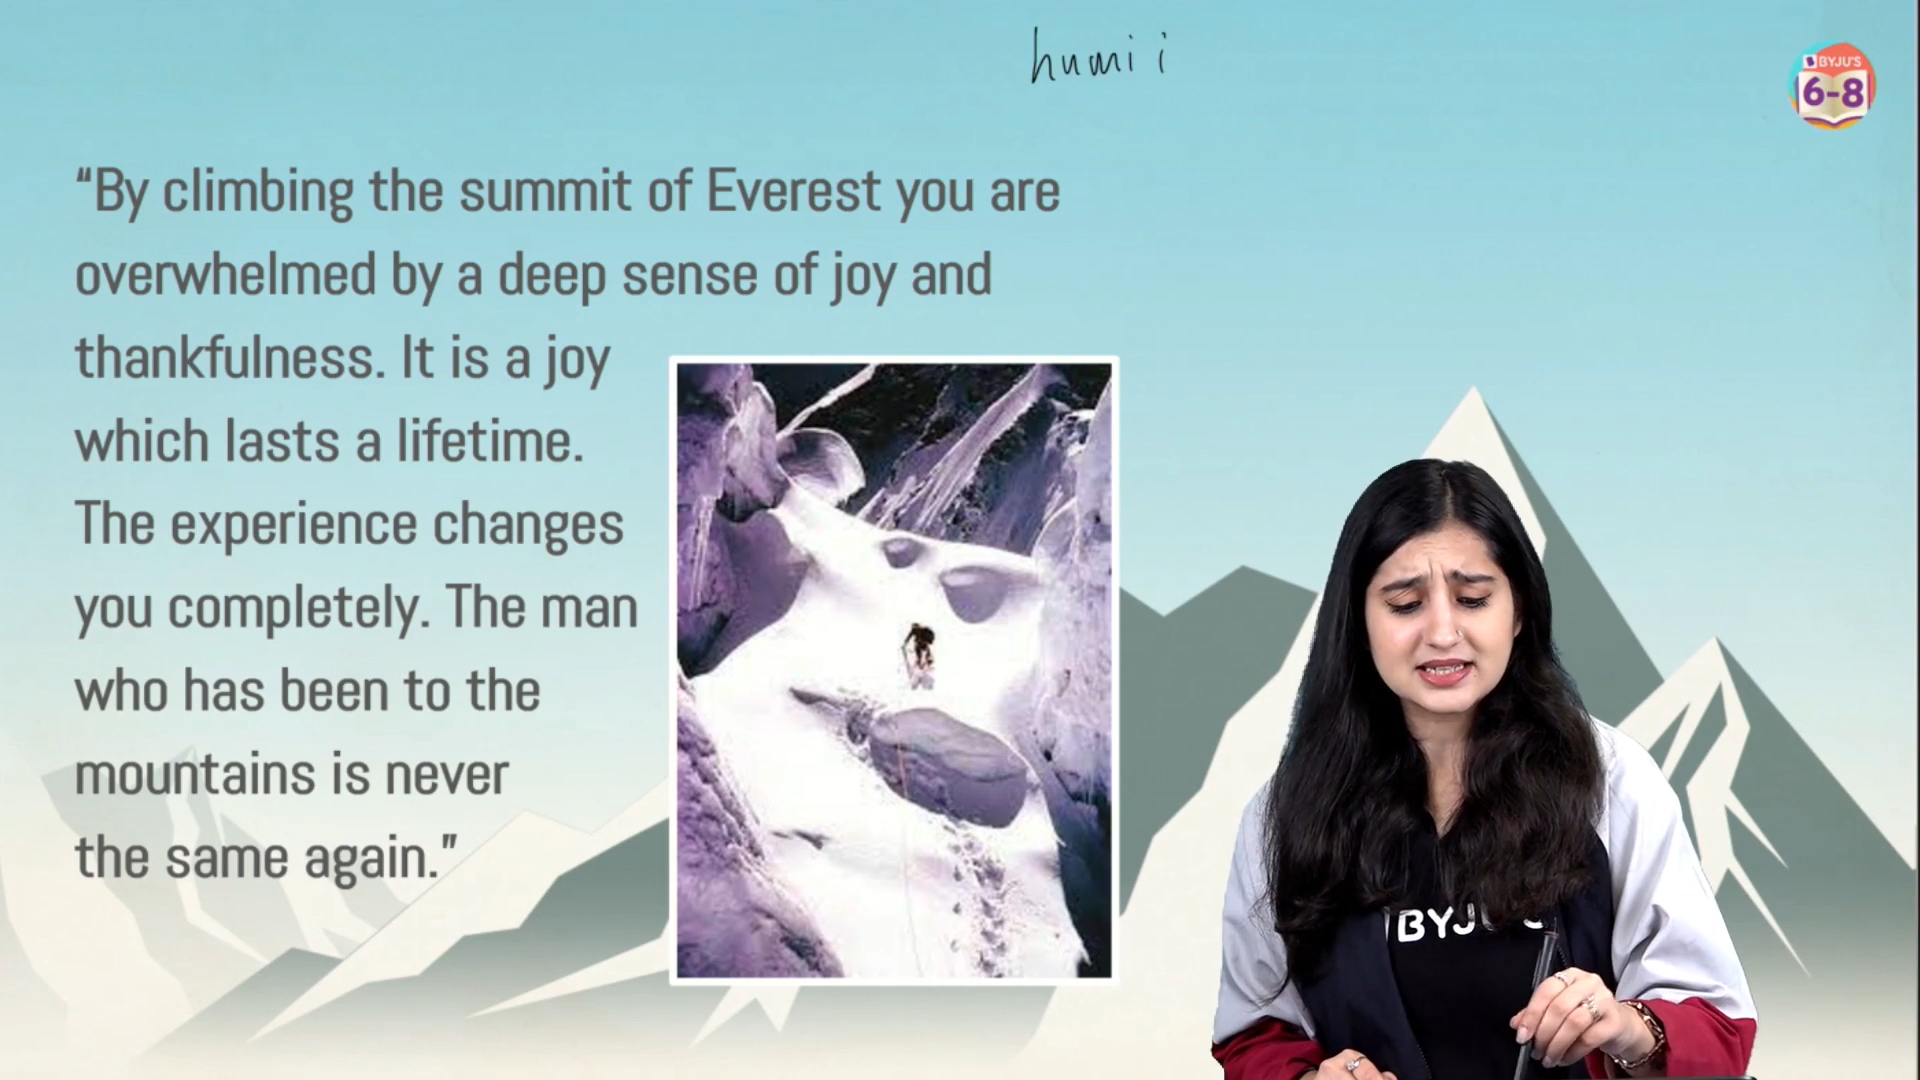 humi i
BYJU'S
6-8
“By climbing the summit of Everest you are
overwhelmed by a deep sense of joy and
thankfulness. It is a joy
which lasts a lifetime.
The experience changes
you completely. The man
who has been to the
mountains is never
the same again.”